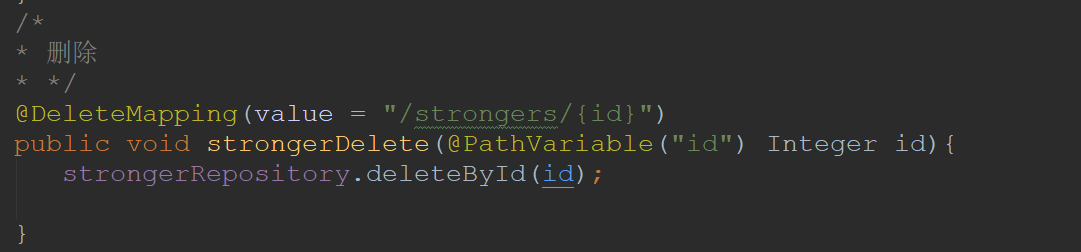 /*
* 删除
* */
@DeleteMapping(value = "/strongers/{id}")
public void strongerDelete(@PathVariable("id") Integer id){
strongerRepository.deleteById(id);
}